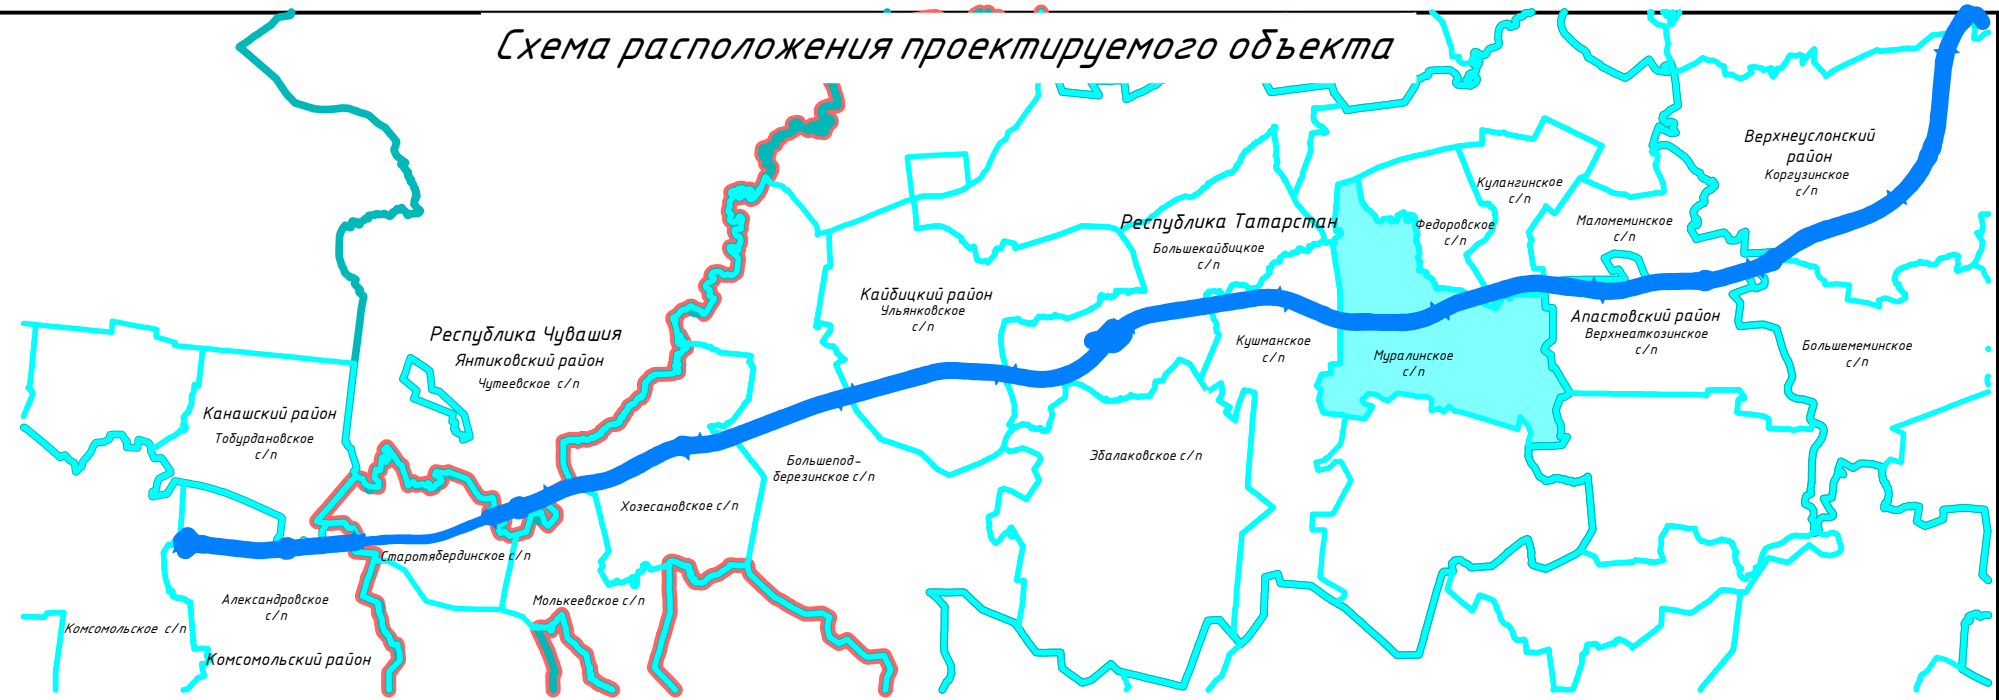 Схема расположения проектируемого объекта
Верхнеуслонский
район
Коргузинское
с/п
Кулангинское
с/п
Федоровское
с/п
Маломеминское
с/п
Республика Татарстан
Большекайбицкое
с/п
Кайбицкий район
Ульянковское
с/п
Республика Чувашия
Янтиковский район
Чутеевское с/п
Кушманское
с/п
Муралинское
с/п
Апастовский район
Верхнеаткозинское
с/п
Большемеминское
с/п
Канашский район
Тобурдановское
с/п
Большепод-
березинское с/п
Эбалаковское с/п
Хозесановское с/п
Старотябердинское с/п
Молькеевское с/п
Александровское
с/п
Комсомольское с/п
Комсомольский район